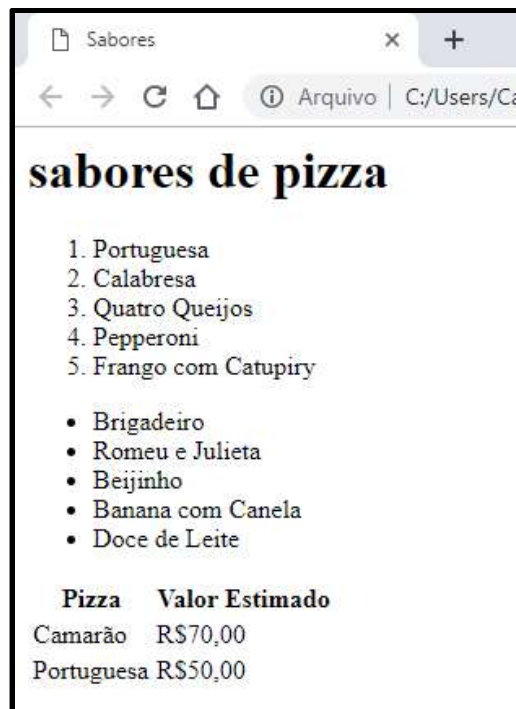 Sabores
Arquivo | C:/Users/Ca
sabores de pizza
1. Portuguesa
2. Calabresa
3. Quatro Queijos
4. Pepperoni
5. Frango com Catupiry
• Brigadeiro
• Romeu e Julieta
• Beijinho
• Banana com Canela
• Doce de Leite
Pizza Valor Estimado
Camarão R$70,00
Portuguesa R$50,00